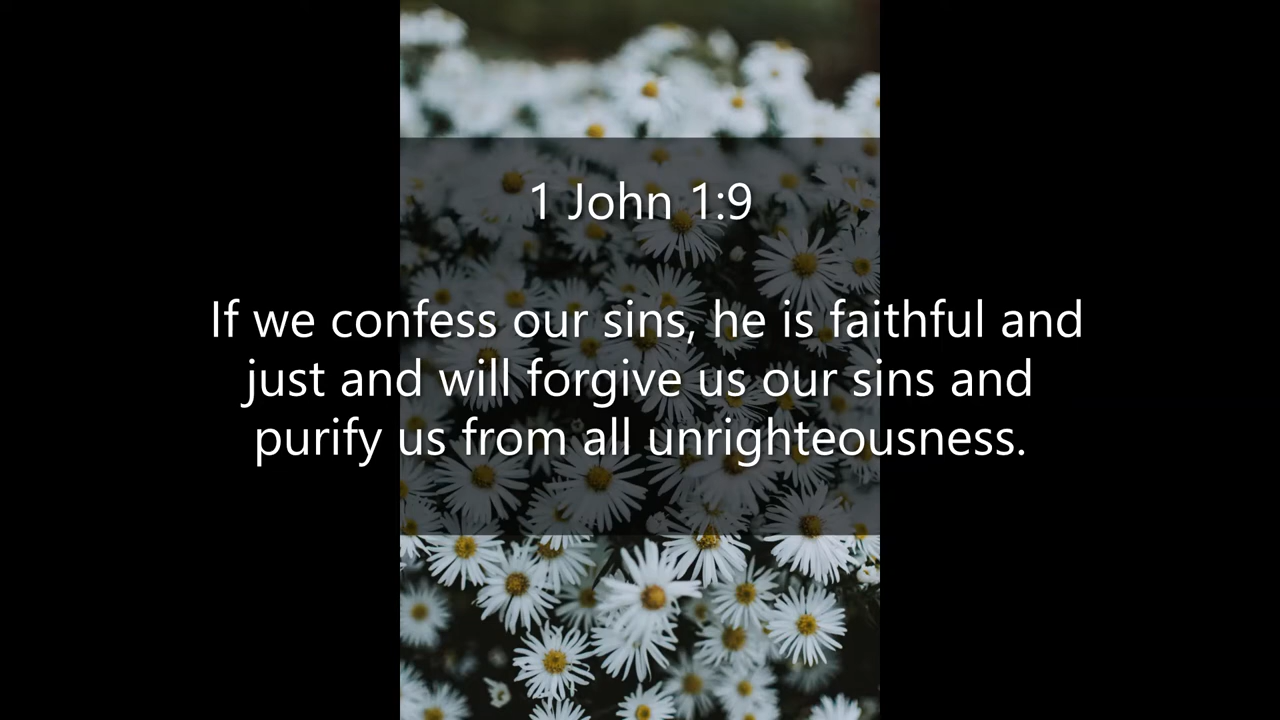 1 John 1:9
If we confess our sins, he is faithful and
just and will forgive us our sins and
purify us from all unrighteousness.